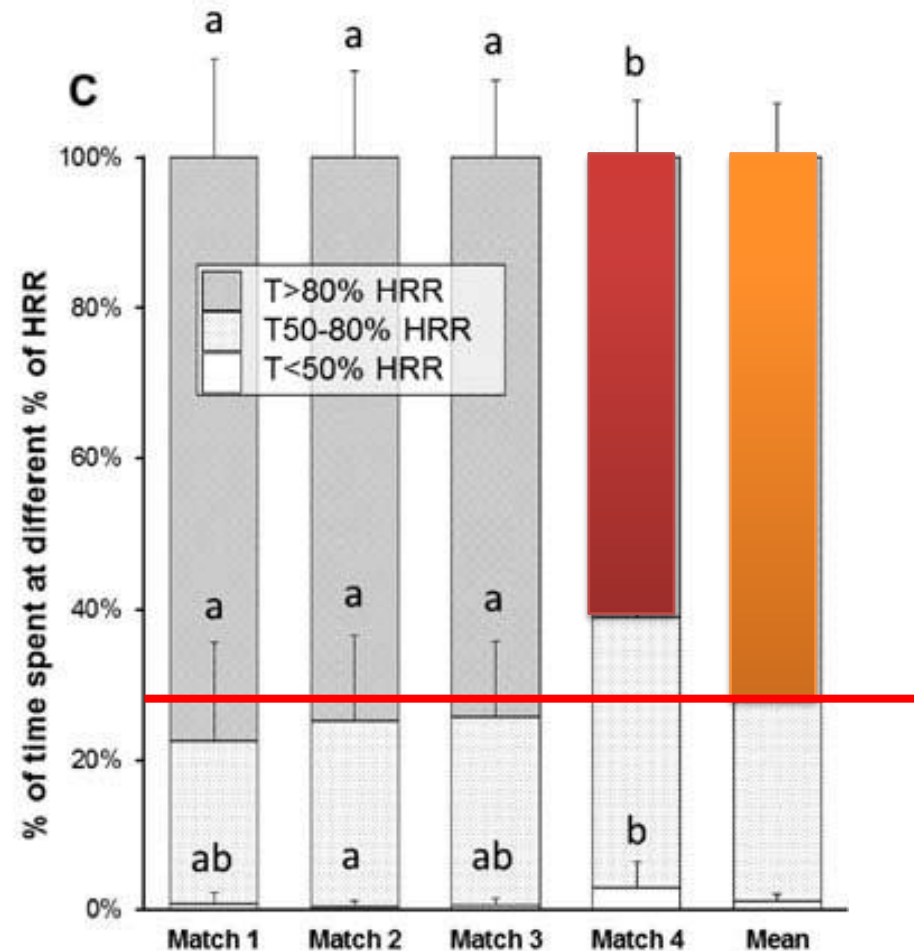 a a a b
C
100%
T>80% HRR
80%
T50-80% HRR
T<50% HRR
% of time spent at different % of HRR
60%
40%
a a a
20%
ab a ab b
0%
Match 1 Match 2 Match 3 Match 4 Mean